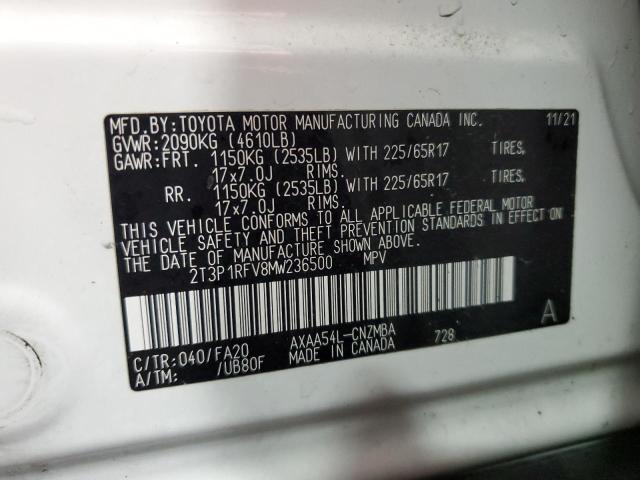 MFD.BY:TOYOTA MOTOR MANUFACTURING CANADA INC. 11/21
GVWR:2090KG (4610LB)
GAWR:FRT. 1150KG (2535LB) WITH 225/65R17 TIRES,
17x7.0J RIMS.
RR. 1150KG (2535LB) WITH 225/65R17 TIRES,
17x7.0J RIMS.
THIS VEHICLE CONFORMS TO ALL APPLICABLE FEDERAL MOTOR
VEHICLE SAFETY AND THEFT PREVENTION STANDARDS IN EFFECT ON
THE DATE OF MANUFACTURE SHOWN ABOVE.
2T3P1RFV8MW236500 MPV
A
C/TR:040/FA20 AXAA54L-CNZMBA 728
A/TM: /UB80F MADE IN CANADA